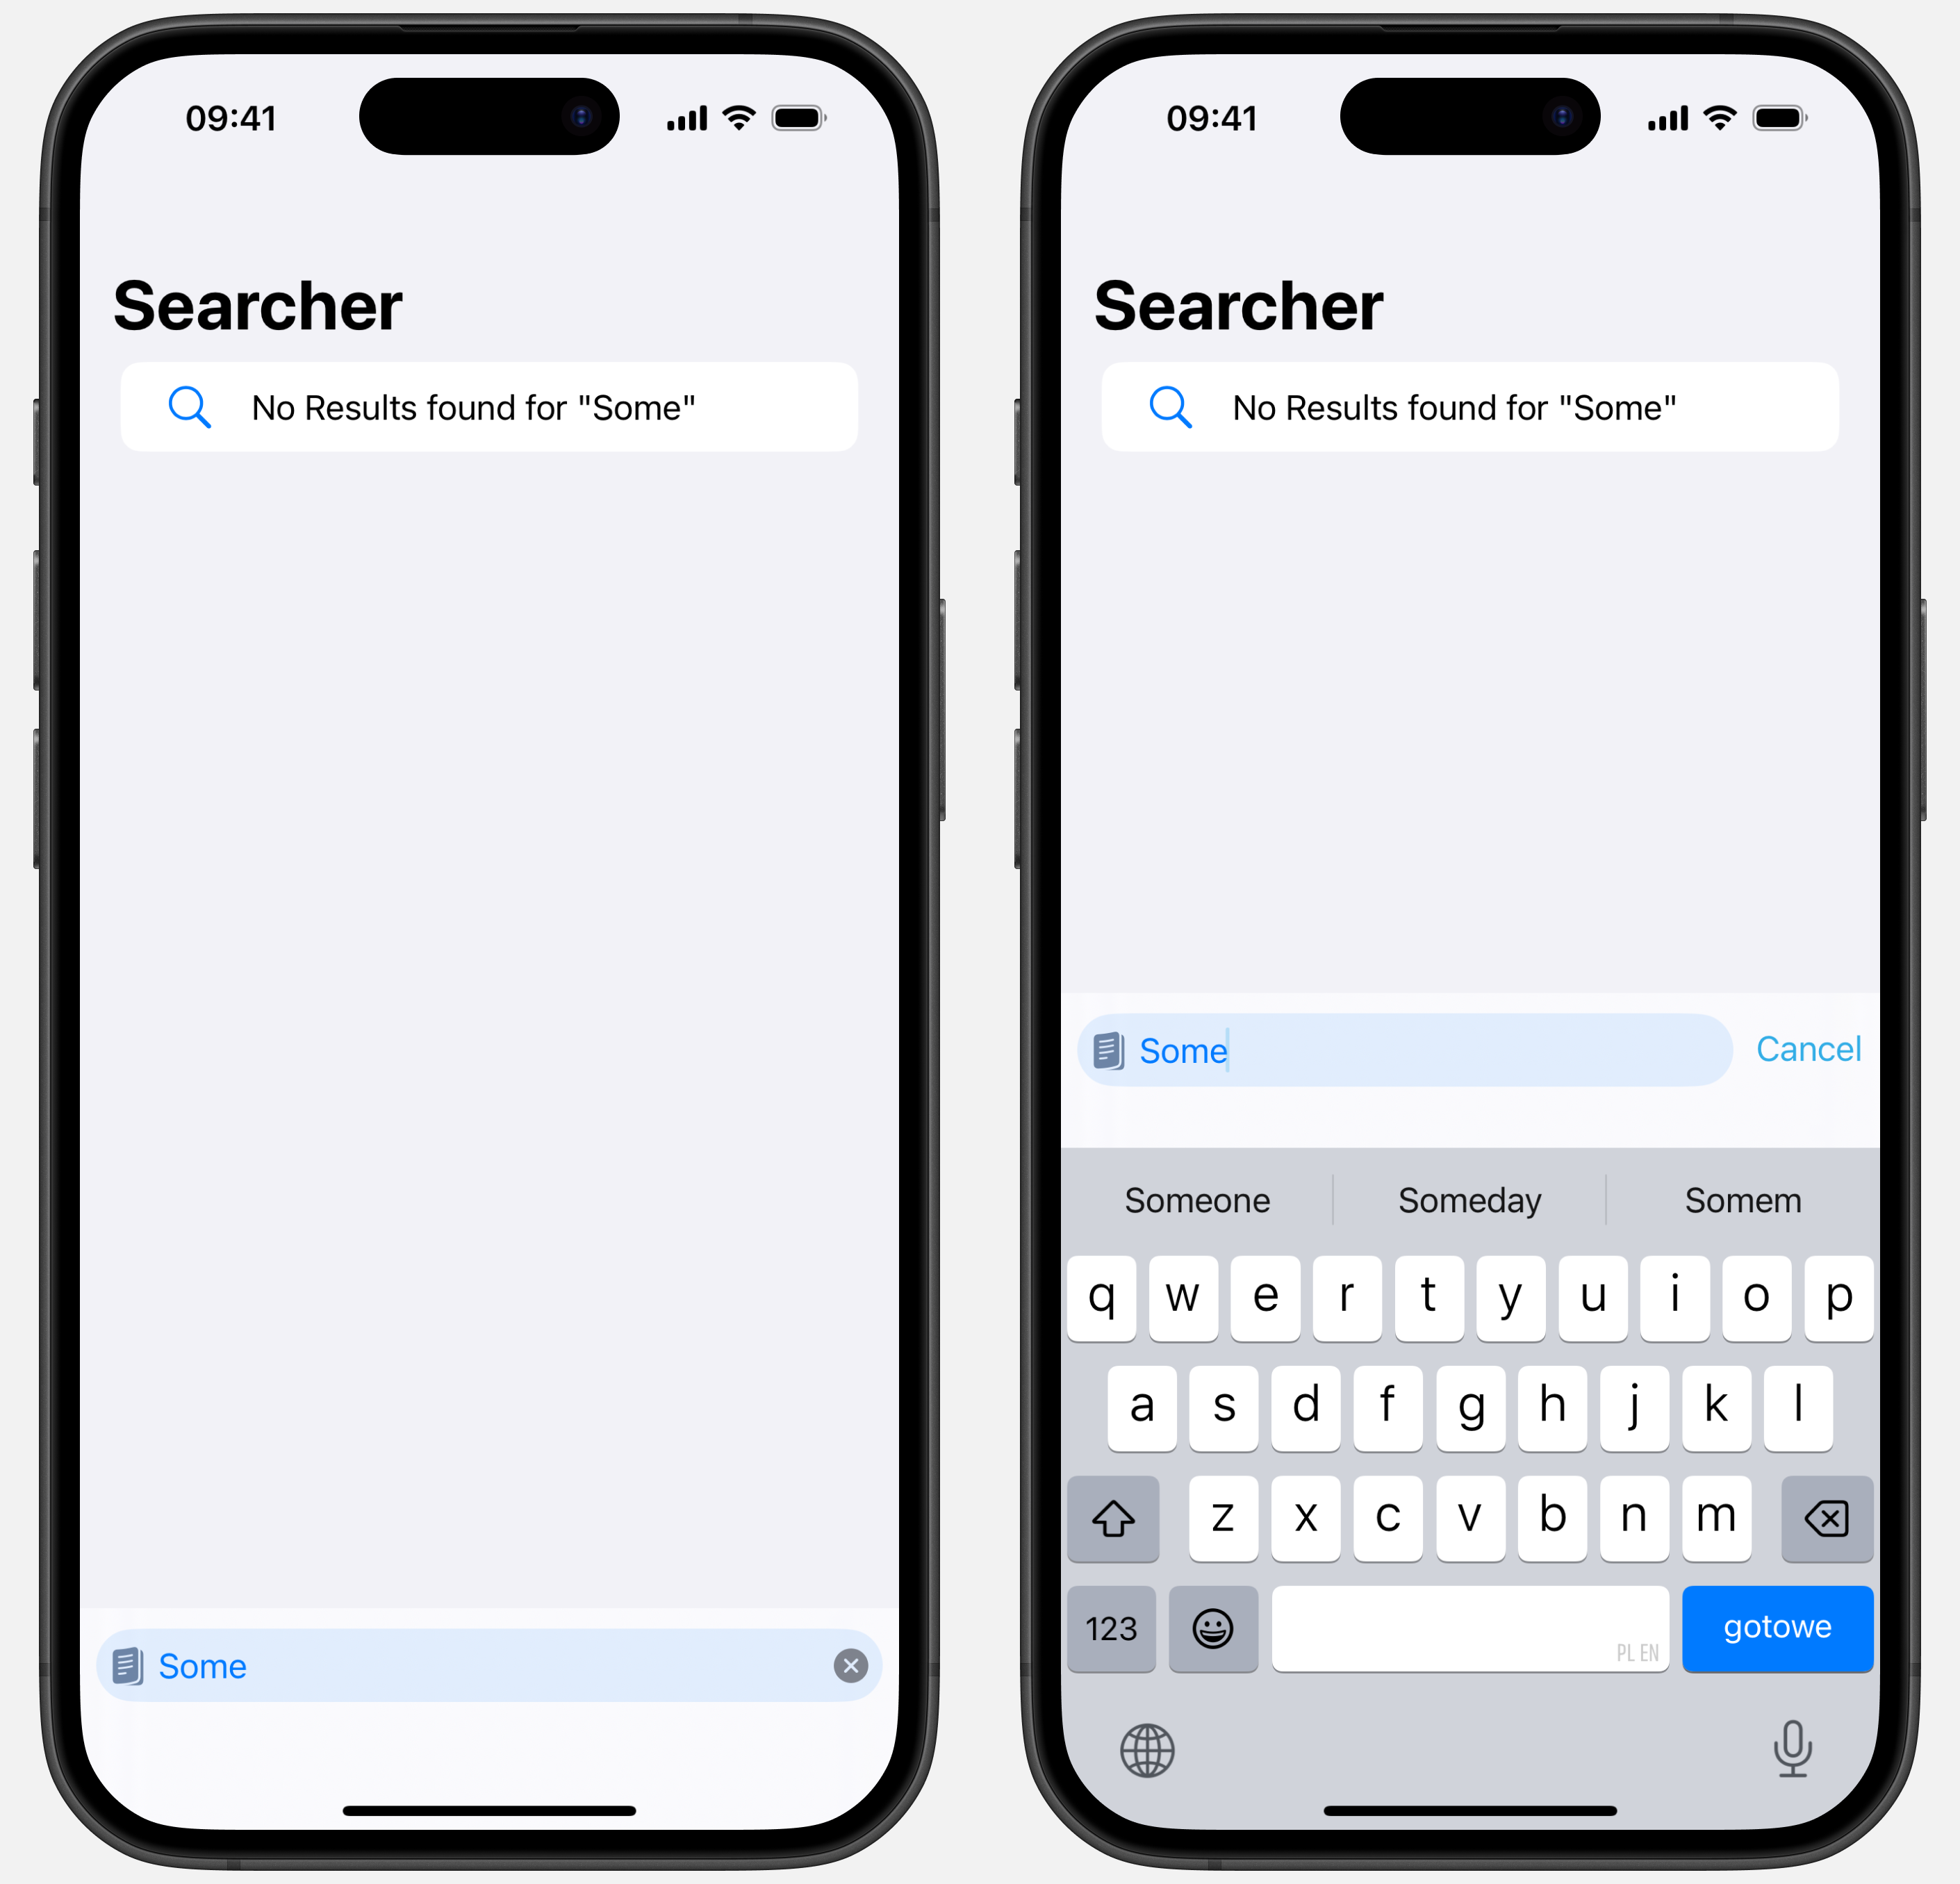 09:41
Searcher
No Results found for "Some"
Some
09:41
Searcher
No Results found for "Some"
Some
Cancel
Someone Someday Somem
q w e r t y u i o p
a s d f g h j k l
z x c v b n m
123 PL EN gotowe